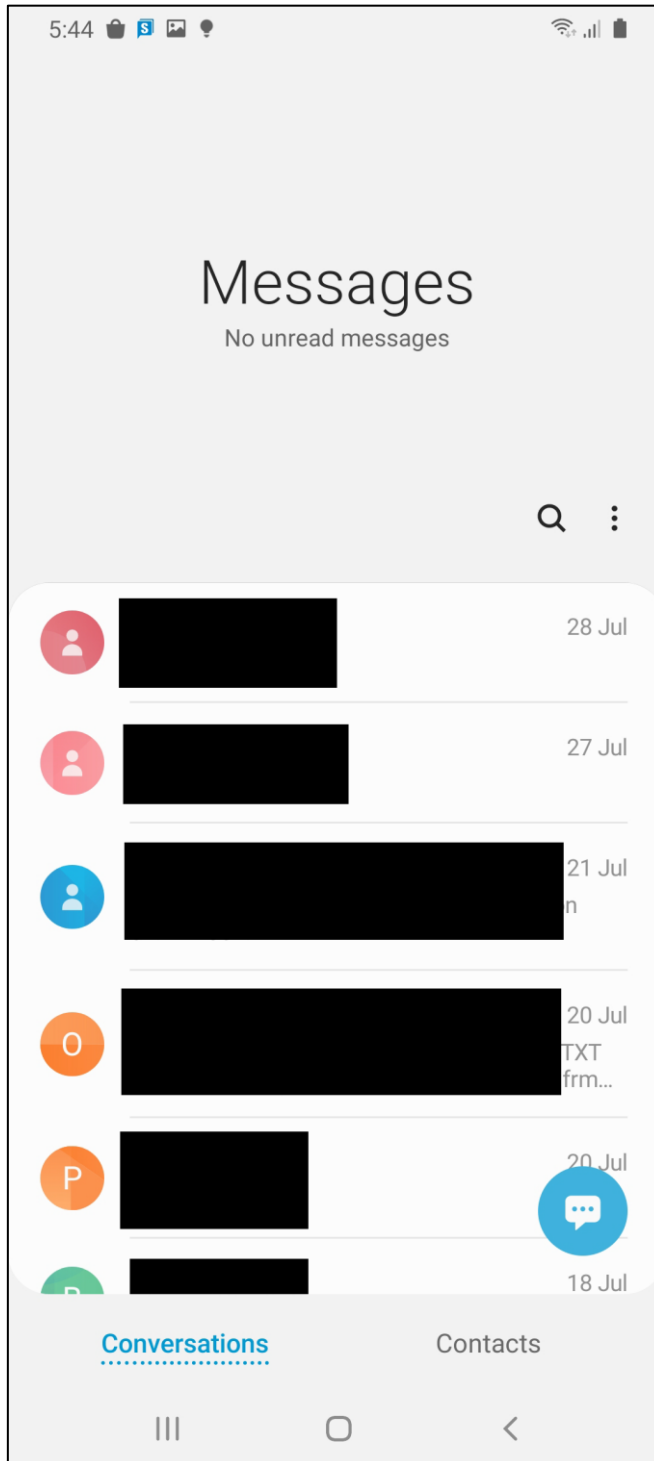 5:44
Messages
No unread messages
28 Jul
27 Jul
21 Jul
n
O
20 Jul
TXT
frm...
P
20 Jul
18 Jul
Conversations
Contacts